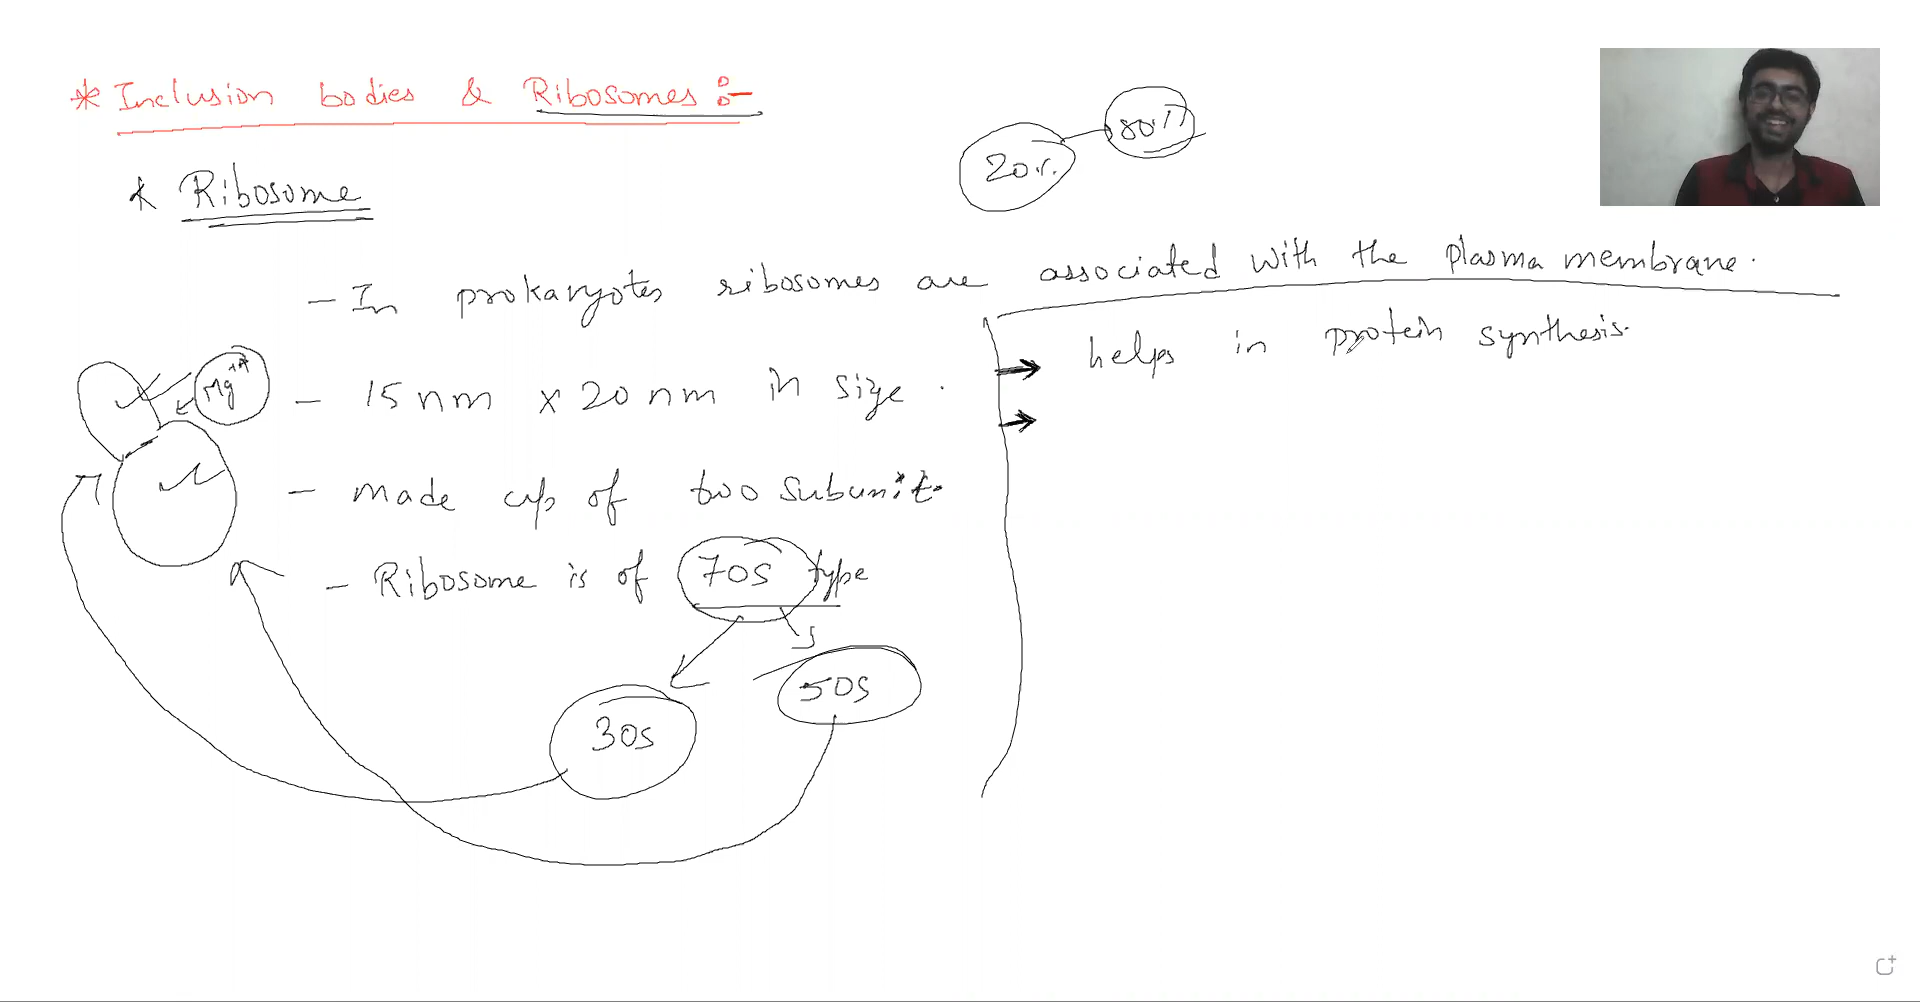 * Inclusion bodies & Ribosomes :-
20%
80%
* Ribosome
- In prokaryotes ribosomes are associated with the plasma membrane.
→ helps in protein synthesis.
Mg++
- 15 nm x 20 nm in size.
→
- made up of two subunit.
- Ribosome is of 70S type
30S
50S